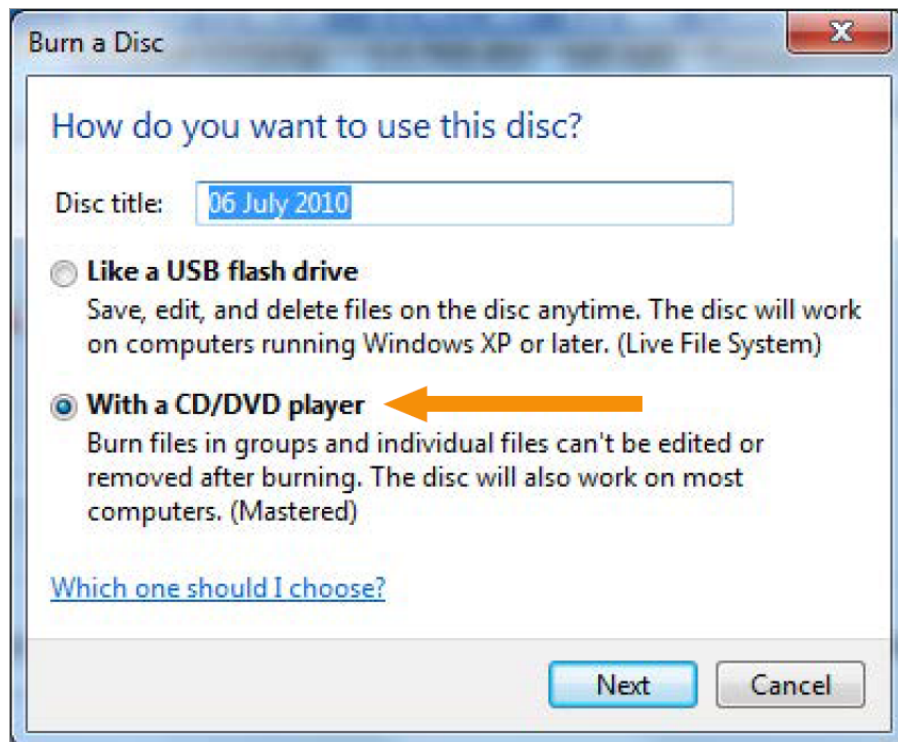 Burn a Disc
How do you want to use this disc?
Disc title: 06 July 2010
Like a USB flash drive
Save, edit, and delete files on the disc anytime. The disc will work
on computers running Windows XP or later. (Live File System)
With a CD/DVD player
Burn files in groups and individual files can't be edited or
removed after burning. The disc will also work on most
computers. (Mastered)
Which one should I choose?
Next Cancel